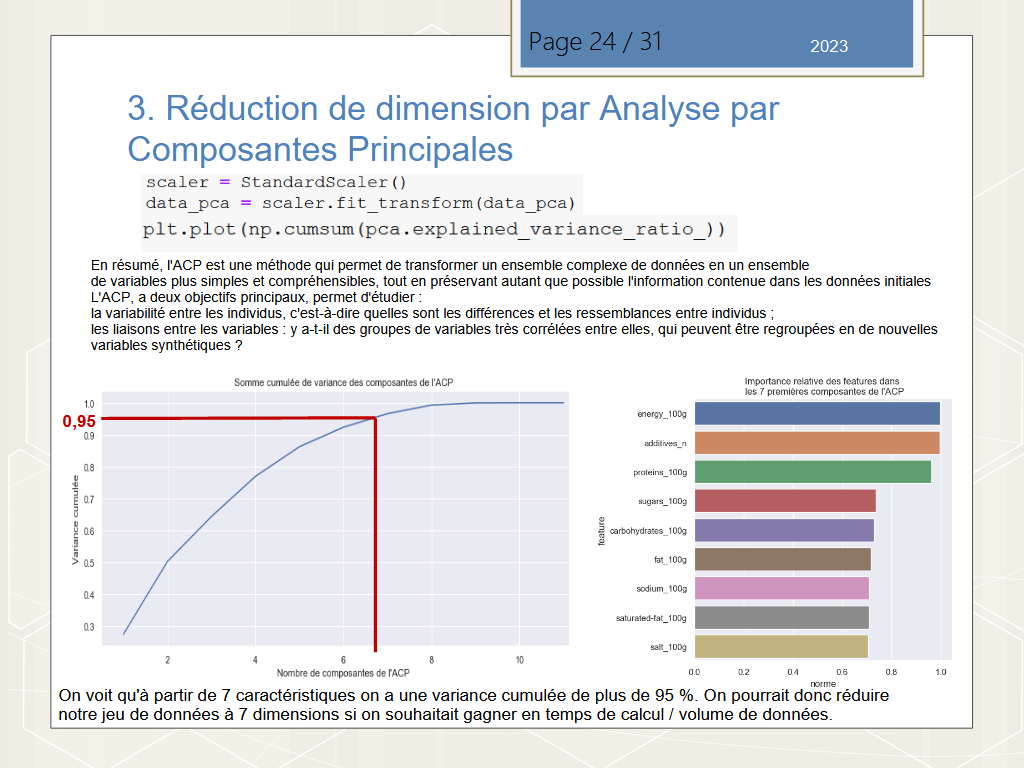 Page 24 / 31
2023
3. Réduction de dimension par Analyse par
Composantes Principales
scaler = StandardScaler()
data_pca = scaler.fit_transform(data_pca)
plt.plot(np.cumsum(pca.explained_variance_ratio_))
En résumé, l'ACP est une méthode qui permet de transformer un ensemble complexe de données en un ensemble
de variables plus simples et compréhensibles, tout en préservant autant que possible l'information contenue dans les données initiales
L'ACP, a deux objectifs principaux, permet d'étudier :
la variabilité entre les individus, c'est-à-dire quelles sont les différences et les ressemblances entre individus ;
les liaisons entre les variables : y a-t-il des groupes de variables très corrélées entre elles, qui peuvent être regroupées en de nouvelles
variables synthétiques ?
Somme cumulée de variance des composantes de l'ACP
1.0
0,95
0.9
0.8
0.7
0.6
0.5
0.4
0.3
Variance cumulée
2 4 6 8 10
Nombre de composantes de l'ACP
Importance relative des features dans
les 7 premières composantes de l'ACP
energy_100g
additives_n
proteins_100g
sugars_100g
carbohydrates_100g
fat_100g
sodium_100g
saturated-fat_100g
salt_100g
feature
0.0 0.2 0.4 0.6 0.8 1.0
norme
On voit qu'à partir de 7 caractéristiques on a une variance cumulée de plus de 95 %. On pourrait donc réduire
notre jeu de données à 7 dimensions si on souhaitait gagner en temps de calcul / volume de données.